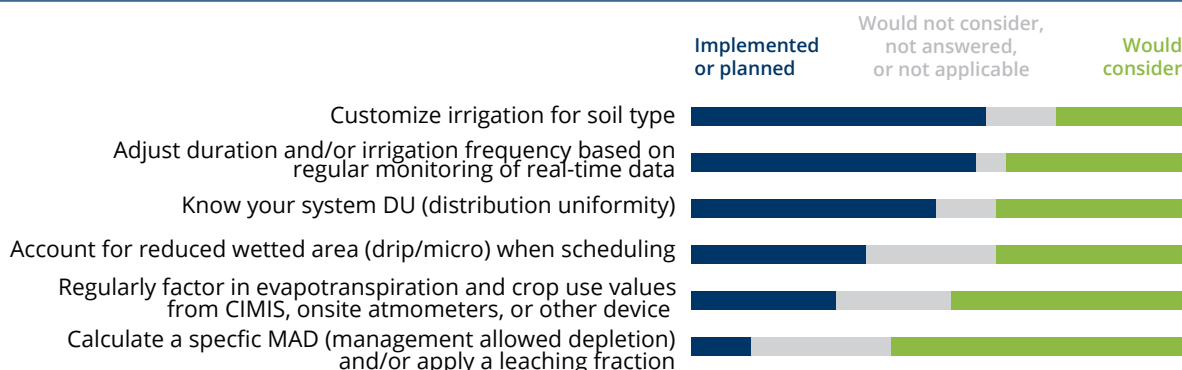 Implemented
or planned
Would not consider,
not answered,
or not applicable
Would
consider
Customize irrigation for soil type
Adjust duration and/or irrigation frequency based on
regular monitoring of real-time data
Know your system DU (distribution uniformity)
Account for reduced wetted area (drip/micro) when scheduling
Regularly factor in evapotranspiration and crop use values
from CIMIS, onsite atmometers, or other device
Calculate a specfic MAD (management allowed depletion)
and/or apply a leaching fraction